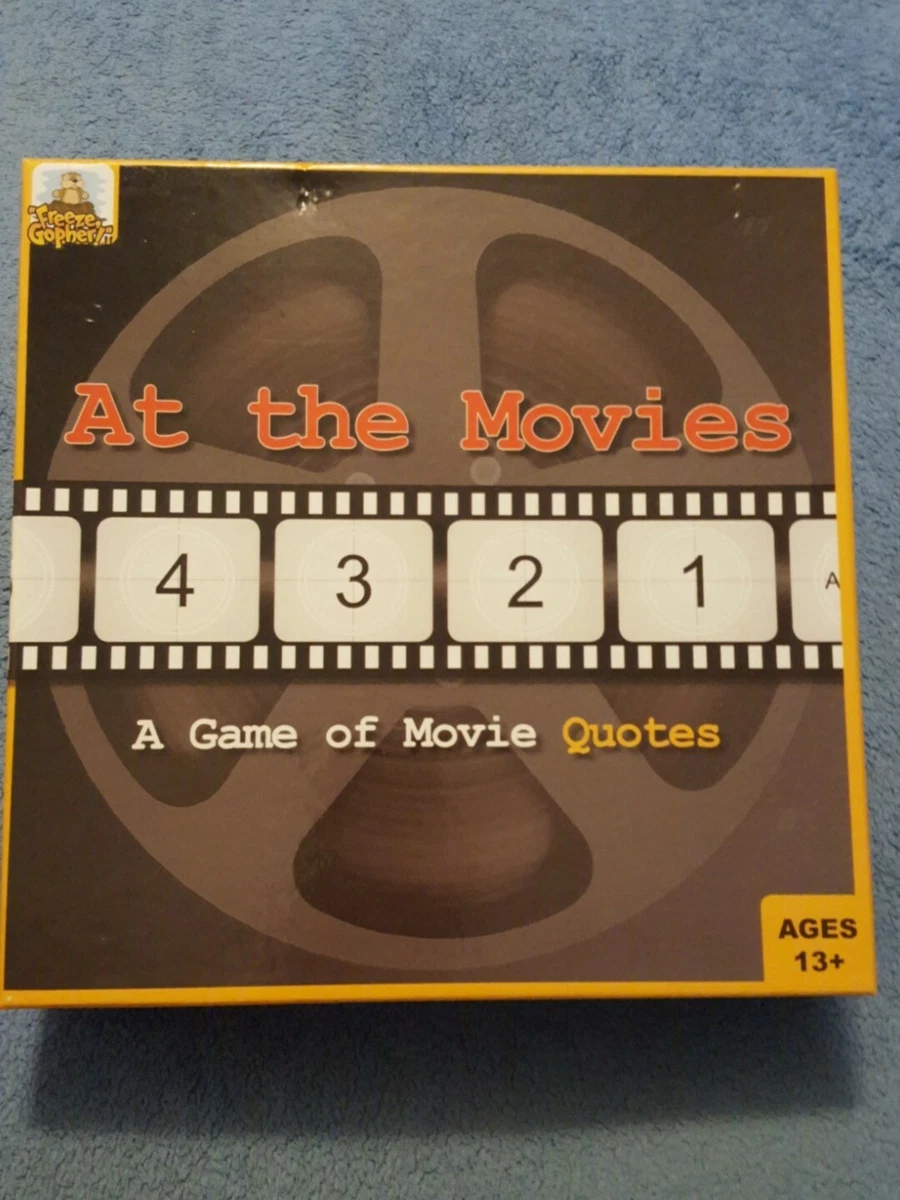 "Freeze,
Gopher!"
At the Movies
4 3 2 1 A
A Game of Movie Quotes
AGES
13+